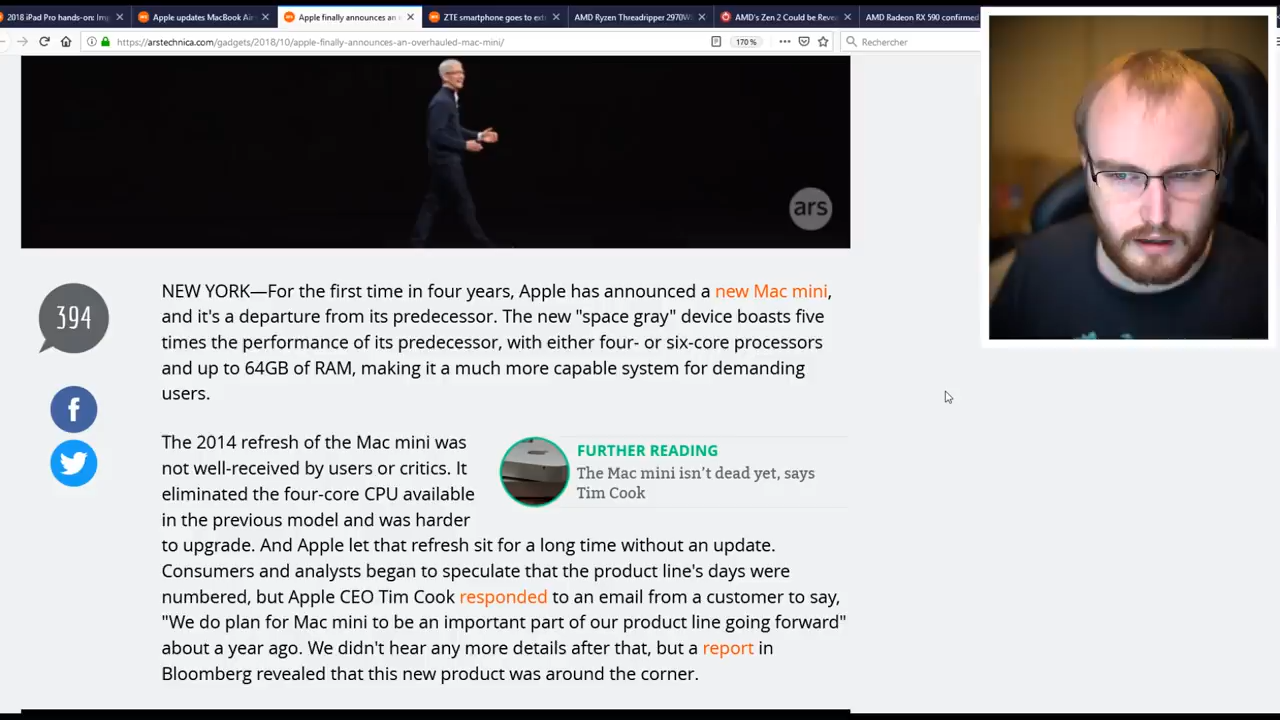 2018 iPad Pro hands-on: Im
Apple updates MacBook Air
Apple finally announces an
ZTE smartphone goes to ext
AMD Ryzen Threadripper 2970W
AMD's Zen 2 Could be Reve
AMD Radeon RX 590 confirmed
https://arstechnica.com/gadgets/2018/10/apple-finally-announces-an-overhauled-mac-mini/
170 %
Rechercher
ars
394
NEW YORK—For the first time in four years, Apple has announced a new Mac mini,
and it's a departure from its predecessor. The new "space gray" device boasts five
times the performance of its predecessor, with either four- or six-core processors
and up to 64GB of RAM, making it a much more capable system for demanding
users.
The 2014 refresh of the Mac mini was
not well-received by users or critics. It
eliminated the four-core CPU available
in the previous model and was harder
to upgrade. And Apple let that refresh sit for a long time without an update.
Consumers and analysts began to speculate that the product line's days were
numbered, but Apple CEO Tim Cook responded to an email from a customer to say,
"We do plan for Mac mini to be an important part of our product line going forward"
about a year ago. We didn't hear any more details after that, but a report in
Bloomberg revealed that this new product was around the corner.
FURTHER READING
The Mac mini isn't dead yet, says
Tim Cook